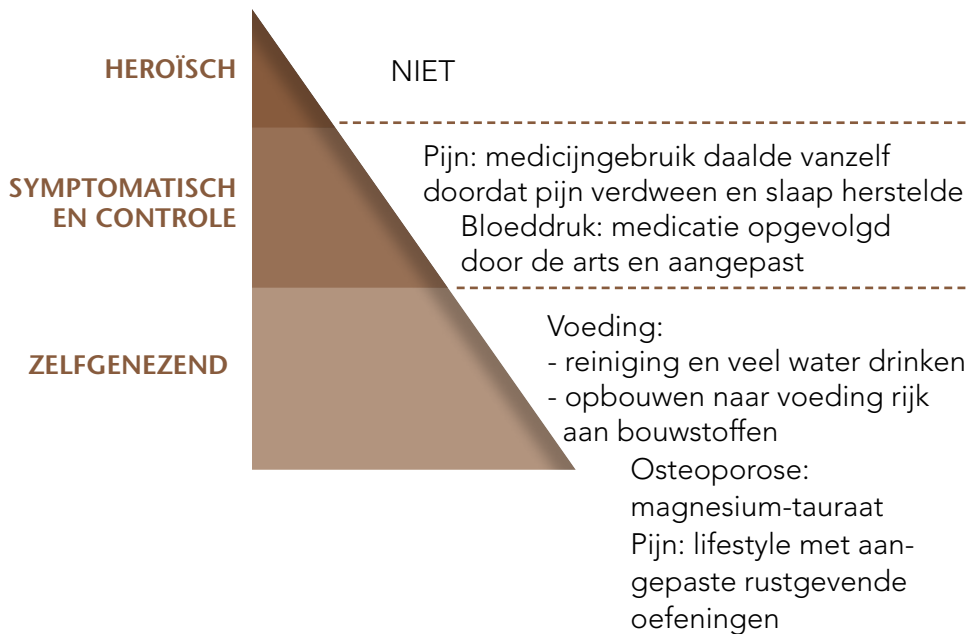 HEROÏSCH
NIET
SYMPTOMATISCH
EN CONTROLE
Pijn: medicijngebruik daalde vanzelf
doordat pijn verdween en slaap herstelde
Bloeddruk: medicatie opgevolgd
door de arts en aangepast
ZELFGENEZEND
Voeding:
- reiniging en veel water drinken
- opbouwen naar voeding rijk
aan bouwstoffen
Osteoporose:
magnesium-tauraat
Pijn: lifestyle met aan-
gepaste rustgevende
oefeningen